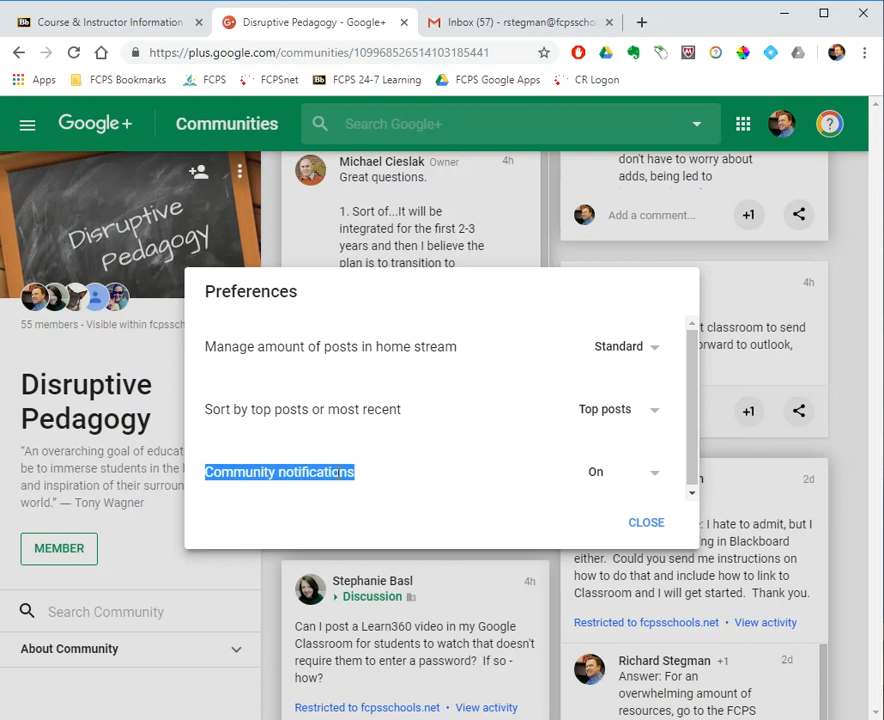 Course & Instructor Information
Disruptive Pedagogy - Google+
Inbox (57) - rstegman@fcpsscho
https://plus.google.com/communities/109968526514103185441
Apps
FCPS Bookmarks
FCPS
FCPSnet
FCPS 24-7 Learning
FCPS Google Apps
CR Logon
Google+
Communities
Search Google+
Disruptive
Pedagogy
55 members - Visible within fcpssch
Disruptive
Pedagogy
“An overarching goal of educat
be to immerse students in the b
and inspiration of their surroun
world.” — Tony Wagner
MEMBER
Search Community
About Community
Michael Cieslak Owner 4h
Great questions.
1. Sort of...It will be
integrated for the first 2-3
years and then I believe the
plan is to transition to
don't have to worry about
adds, being led to
Add a comment...
+1
4h
t classroom to send
orward to outlook,
+1
Preferences
Manage amount of posts in home stream Standard
Sort by top posts or most recent Top posts
Community notifications On
CLOSE
Stephanie Basl 4h
Discussion
Can I post a Learn360 video in my Google
Classroom for students to watch that doesn't
require them to enter a password? If so -
how?
Restricted to fcpsschools.net • View activity
2d
: I hate to admit, but I
ng in Blackboard
either. Could you send me instructions on
how to do that and include how to link to
Classroom and I will get started. Thank you.
Restricted to fcpsschools.net • View activity
Richard Stegman +1 2d
Answer: For an
overwhelming amount of
resources, go to the FCPS